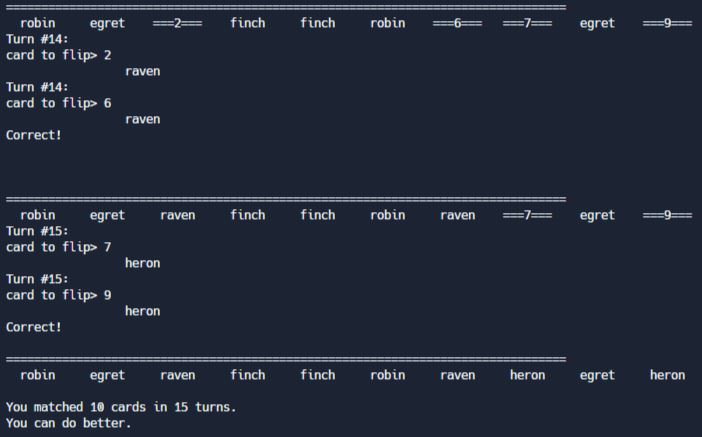 ================================================================================
robin egret ===2=== finch finch robin ===6=== ===7=== egret ===9===
Turn #14:
card to flip> 2
raven
Turn #14:
card to flip> 6
raven
Correct!
================================================================================
robin egret raven finch finch robin raven ===7=== egret ===9===
Turn #15:
card to flip> 7
heron
Turn #15:
card to flip> 9
heron
Correct!
================================================================================
robin egret raven finch finch robin raven heron egret heron
You matched 10 cards in 15 turns.
You can do better.